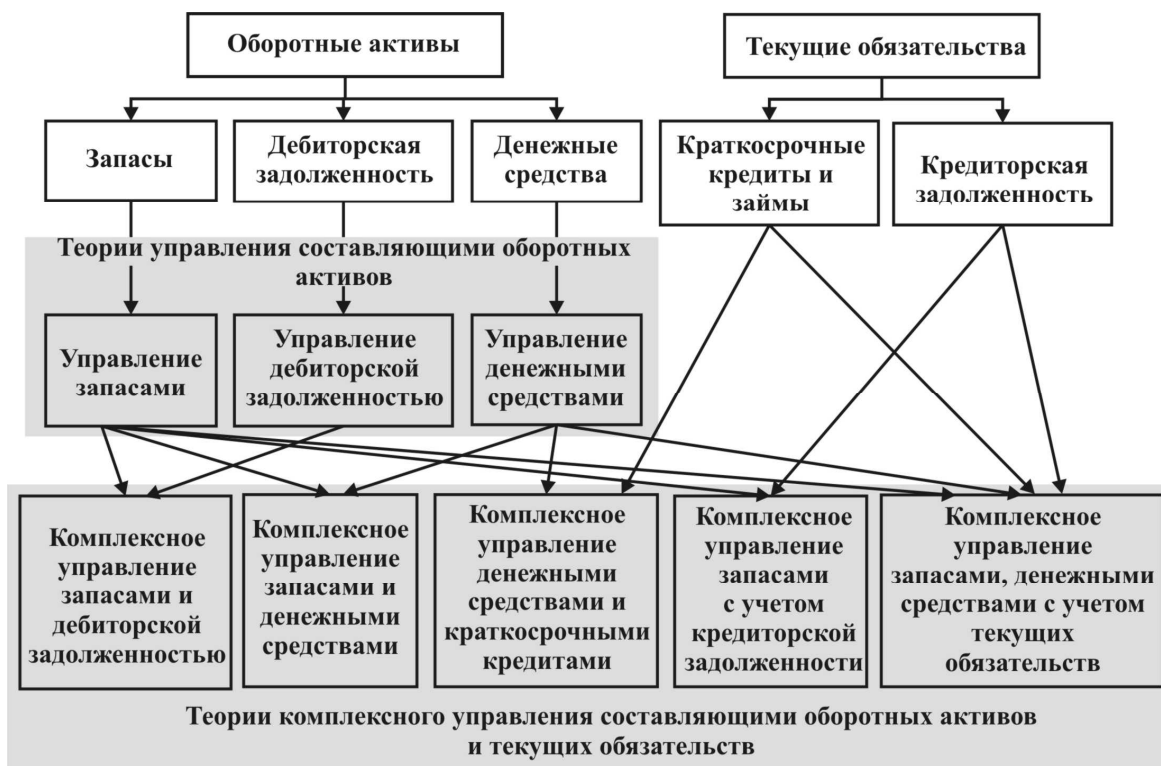 Оборотные активы
Текущие обязательства
Запасы
Дебиторская
задолженность
Денежные
средства
Краткосрочные
кредиты и
займы
Кредиторская
задолженность
Теории управления составляющими оборотных
активов
Управление
запасами
Управление
дебиторской
задолженностью
Управление
денежными
средствами
Комплексное
управление
запасами и
дебиторской
задолженностью
Комплексное
управление
запасами и
денежными
средствами
Комплексное
управление
денежными
средствами и
краткосрочными
кредитами
Комплексное
управление
запасами
с учетом
кредиторской
задолженности
Комплексное
управление
запасами, денежными
средствами с учетом
текущих
обязательств
Теории комплексного управления составляющими оборотных активов
и текущих обязательств